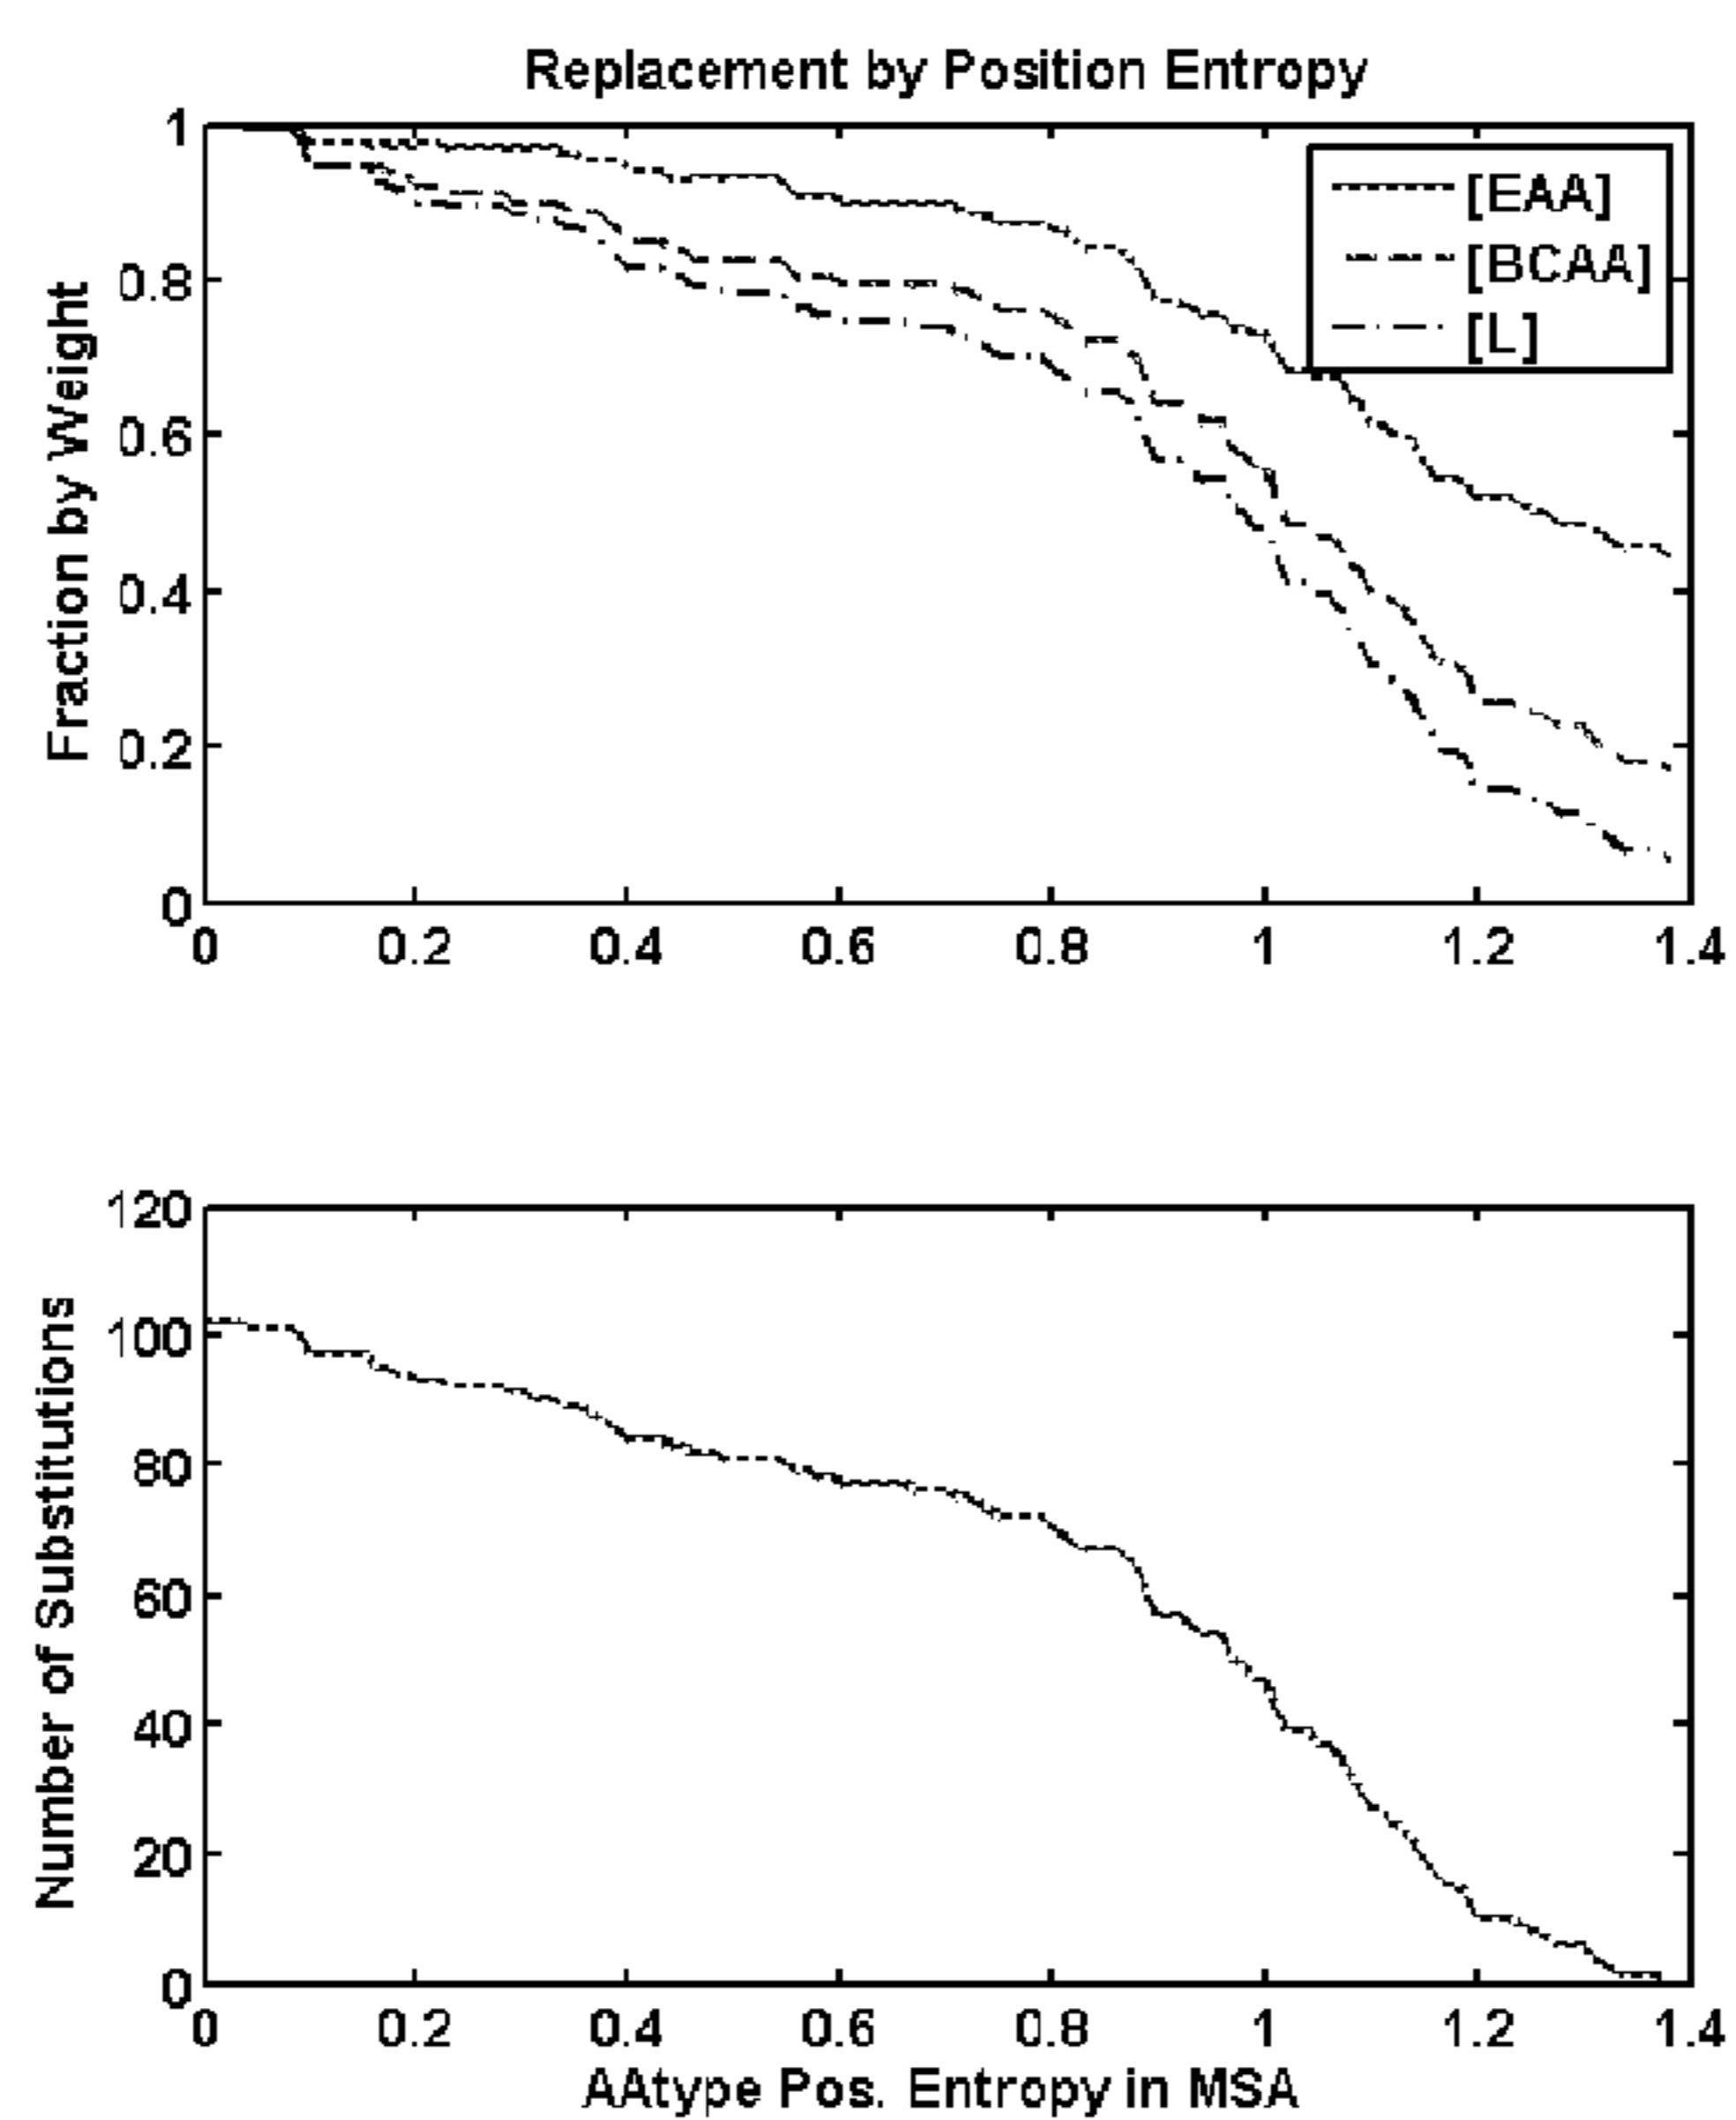 Replacement by Position Entropy
Fraction by Weight
1
0.8
0.6
0.4
0.2
0
0 0.2 0.4 0.6 0.8 1 1.2 1.4
[EAA]
[BCAA]
[L]
Number of Substitutions
120
100
80
60
40
20
0
0 0.2 0.4 0.6 0.8 1 1.2 1.4
AAtype Pos. Entropy in MSA